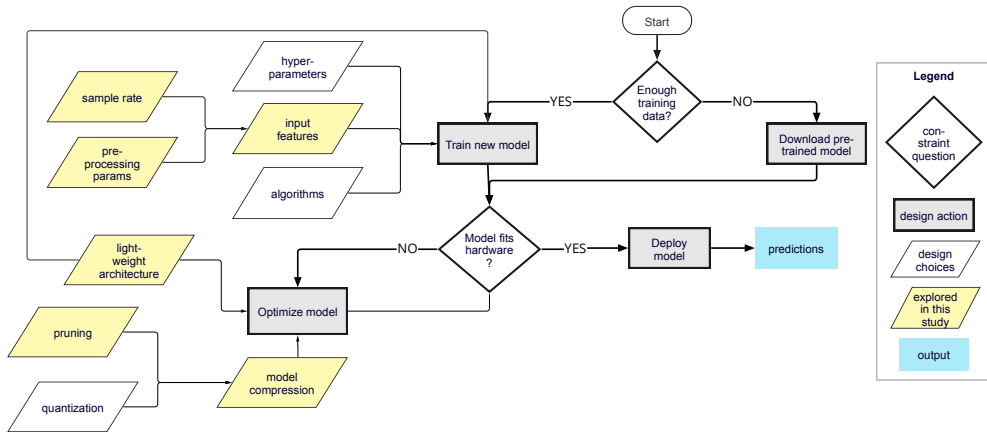 Start
hyper-
parameters
Enough
training
data?
YES
NO
sample rate
input
features
Train new model
Download pre-
trained model
pre-
processing
params
algorithms
light-
weight
architecture
NO
Model fits
hardware
?
YES
Deploy
model
predictions
Optimize model
pruning
model
compression
quantization
Legend
con-
straint
question
design action
design
choices
explored
in this
study
output